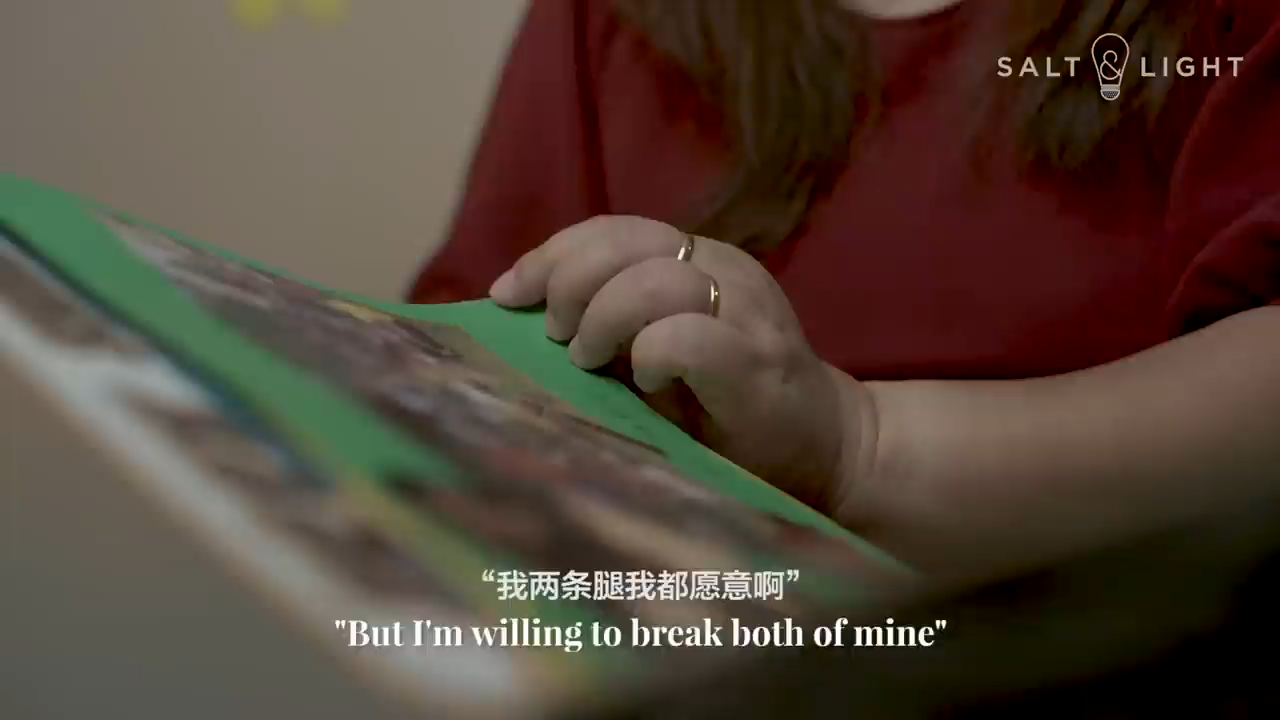 SALT & LIGHT
“我两条腿我都愿意啊”
"But I'm willing to break both of mine"